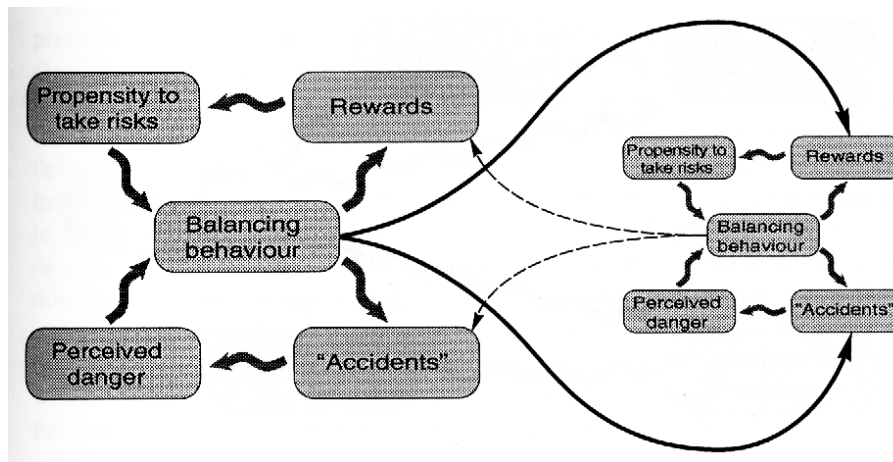 Propensity to
take risks
Rewards
Balancing
behaviour
Perceived
danger
"Accidents"
Propensity to
take risks
Rewards
Balancing
behaviour
Perceived
danger
"Accidents"